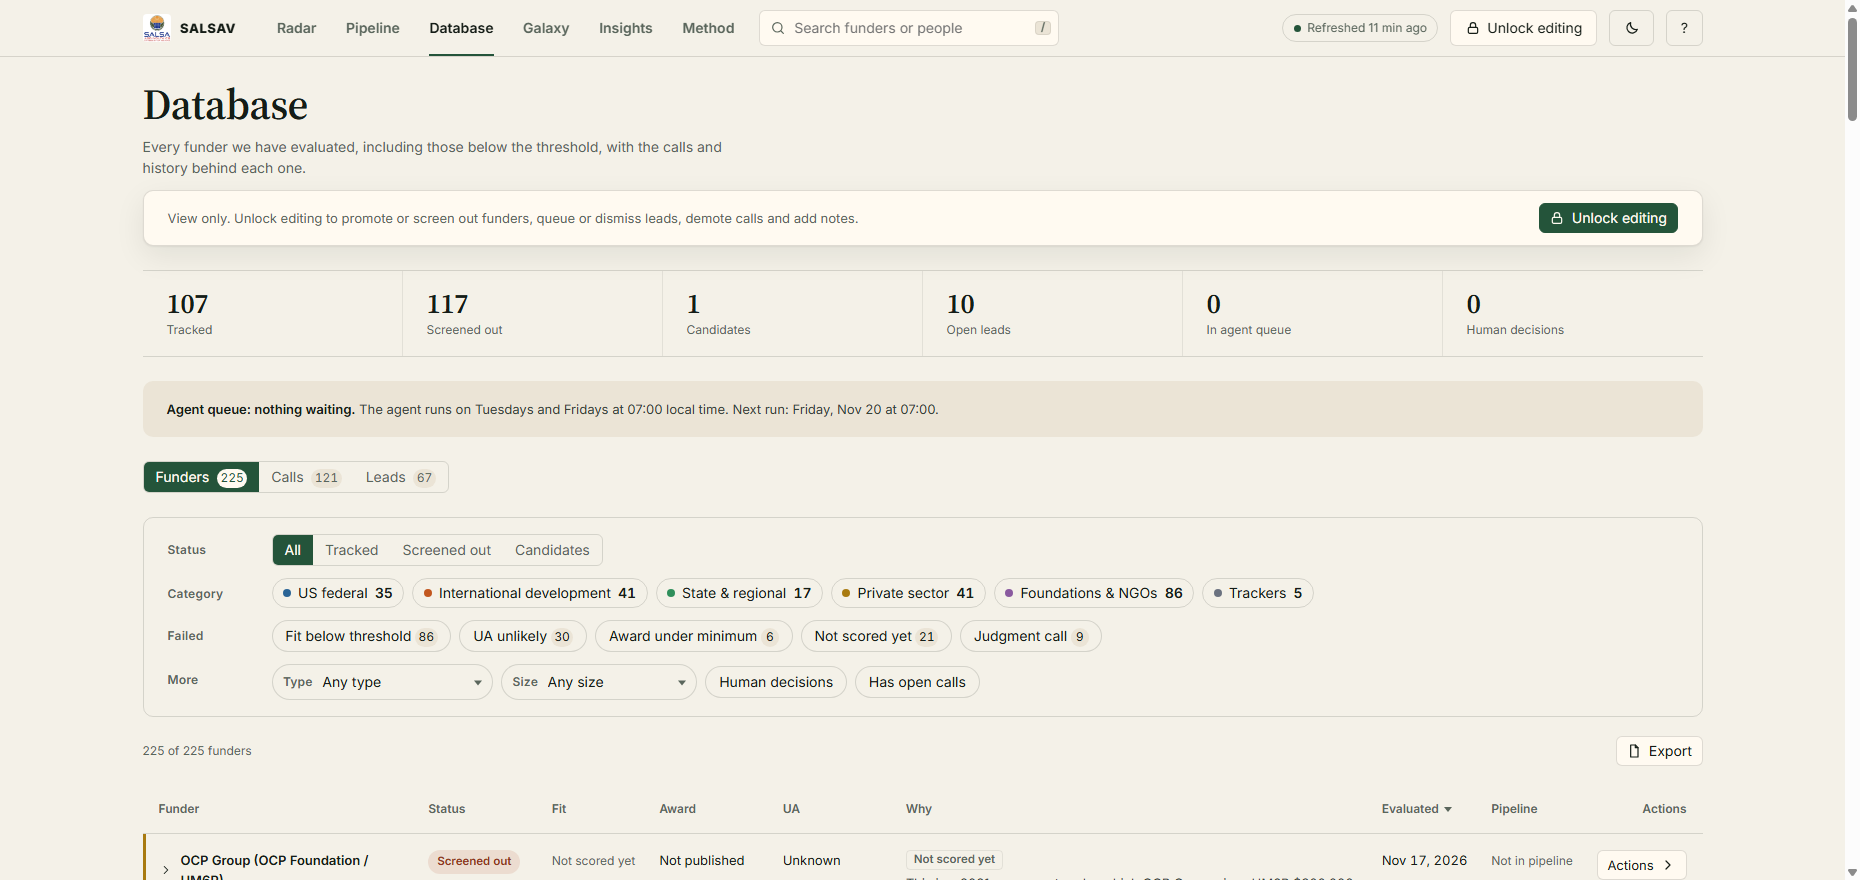 SALSA
SALSAV
Radar
Pipeline
Database
Galaxy
Insights
Method
Search funders or people
/
Refreshed 11 min ago
Unlock editing
?
Database
Every funder we have evaluated, including those below the threshold, with the calls and
history behind each one.
View only. Unlock editing to promote or screen out funders, queue or dismiss leads, demote calls and add notes.
Unlock editing
107
Tracked
117
Screened out
1
Candidates
10
Open leads
0
In agent queue
0
Human decisions
Agent queue: nothing waiting. The agent runs on Tuesdays and Fridays at 07:00 local time. Next run: Friday, Nov 20 at 07:00.
Funders 225
Calls 121
Leads 67
Status
All
Tracked
Screened out
Candidates
Category
US federal 35
International development 41
State & regional 17
Private sector 41
Foundations & NGOs 86
Trackers 5
Failed
Fit below threshold 86
UA unlikely 30
Award under minimum 6
Not scored yet 21
Judgment call 9
More
Type Any type
Size Any size
Human decisions
Has open calls
225 of 225 funders
Export
Funder
Status
Fit
Award
UA
Why
Evaluated
Pipeline
Actions
OCP Group (OCP Foundation /
Screened out
Not scored yet
Not published
Unknown
Not scored yet
Nov 17, 2026
Not in pipeline
Actions